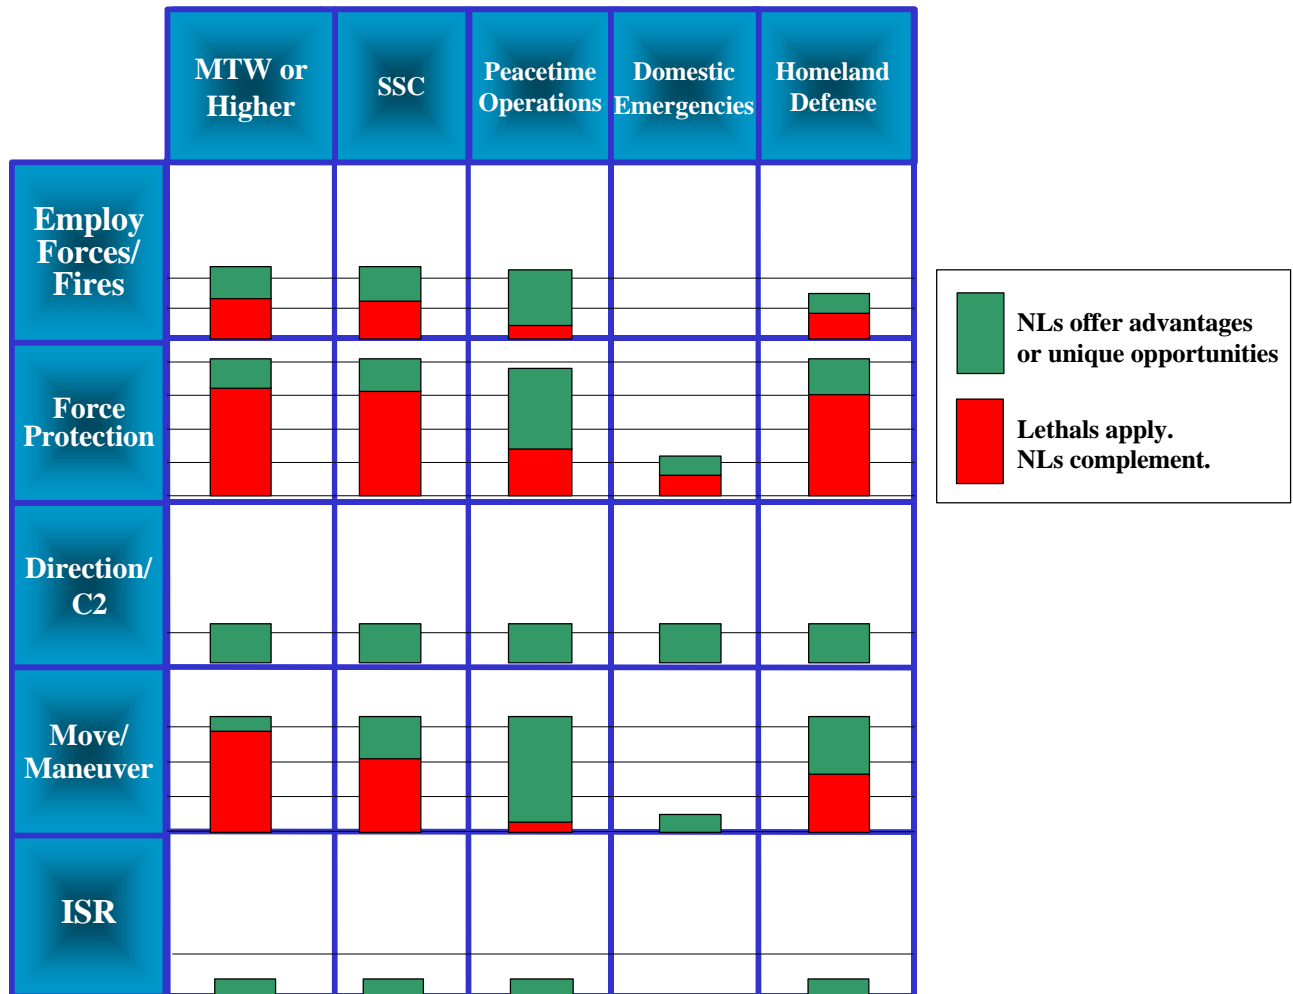 MTW or
Higher
SSC
Peacetime
Operations
Domestic
Emergencies
Homeland
Defense
Employ
Forces/
Fires
Force
Protection
Direction/
C2
Move/
Maneuver
ISR
NLs offer advantages
or unique opportunities
Lethals apply.
NLs complement.